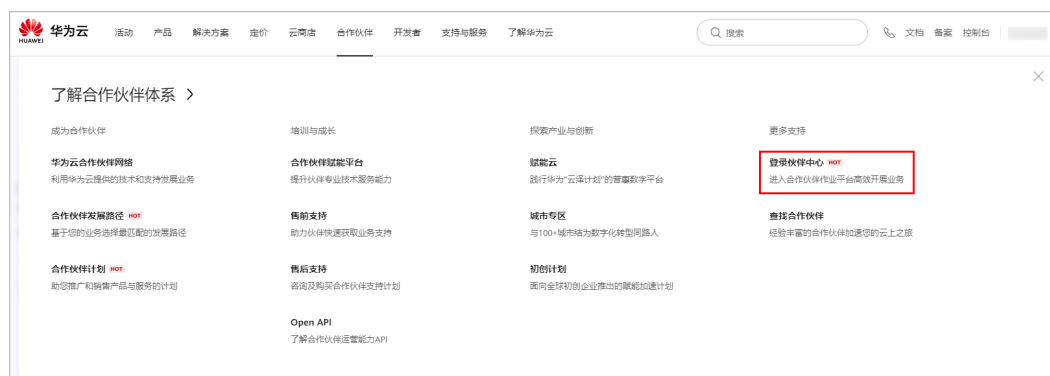 HUAWEI 华为云 活动 产品 解决方案 定价 云商店 合作伙伴 开发者 支持与服务 了解华为云 搜索 文档 备案 控制台
了解合作伙伴体系
成为合作伙伴 培训与成长 探索产业与创新 更多支持
华为云合作伙伴网络 合作伙伴赋能平台 赋能云 登录伙伴中心 HOT
利用华为云提供的技术和支持发展业务 提升伙伴专业技术服务能力 践行华为"云泽计划"的普惠数字平台 进入合作伙伴作业平台高效开展业务
合作伙伴发展路径 HOT 售前支持 城市专区 查找合作伙伴
基于您的业务选择最匹配的发展路径 助力伙伴快速获取业务支持 与100+城市结为数字化转型同路人 经验丰富的合作伙伴加速您的云上之旅
合作伙伴计划 HOT 售后支持 初创计划
助您推广和销售产品与服务的计划 咨询及购买合作伙伴支持计划 面向全球初创企业推出的赋能加速计划
Open API
了解合作伙伴运营能力API